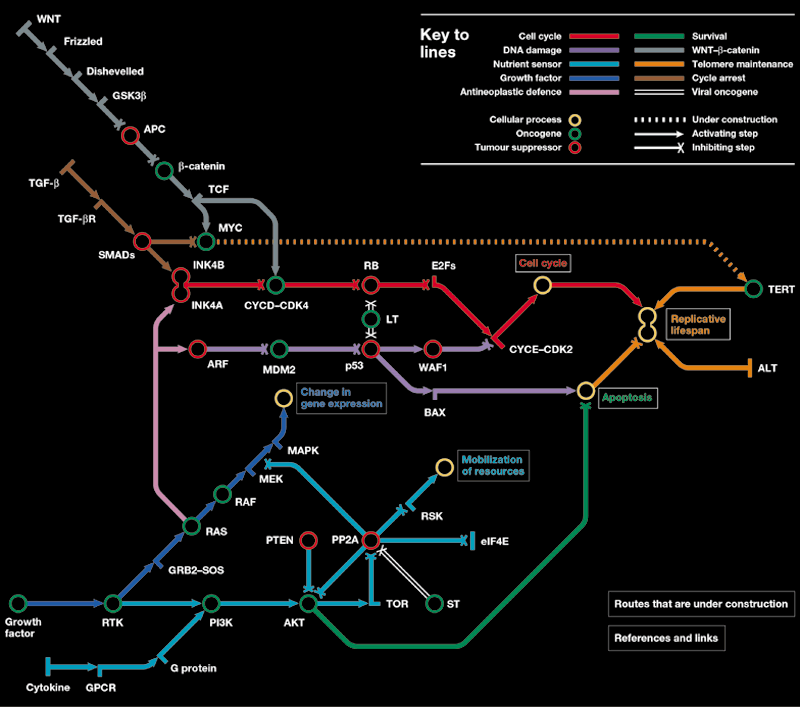 WNT
Frizzled
Dishevelled
GSK3β
APC
β-catenin
TCF
MYC
TGF-β
TGF-βR
SMADs
INK4B
INK4A
CYCD–CDK4
RB
E2Fs
LT
ARF
MDM2
p53
WAF1
CYCE–CDK2
BAX
Cell cycle
TERT
Replicative
lifespan
ALT
Apoptosis
Change in
gene expression
MAPK
MEK
RAF
RAS
GRB2–SOS
Mobilization
of resources
RSK
PTEN
PP2A
eIF4E
Growth
factor
RTK
PI3K
AKT
TOR
ST
G protein
Cytokine
GPCR
Key to
lines
Cell cycle
DNA damage
Nutrient sensor
Growth factor
Antineoplastic defence
Survival
WNT–β-catenin
Telomere maintenance
Cycle arrest
Viral oncogene
Cellular process
Oncogene
Tumour suppressor
Under construction
Activating step
Inhibiting step
Routes that are under construction
References and links